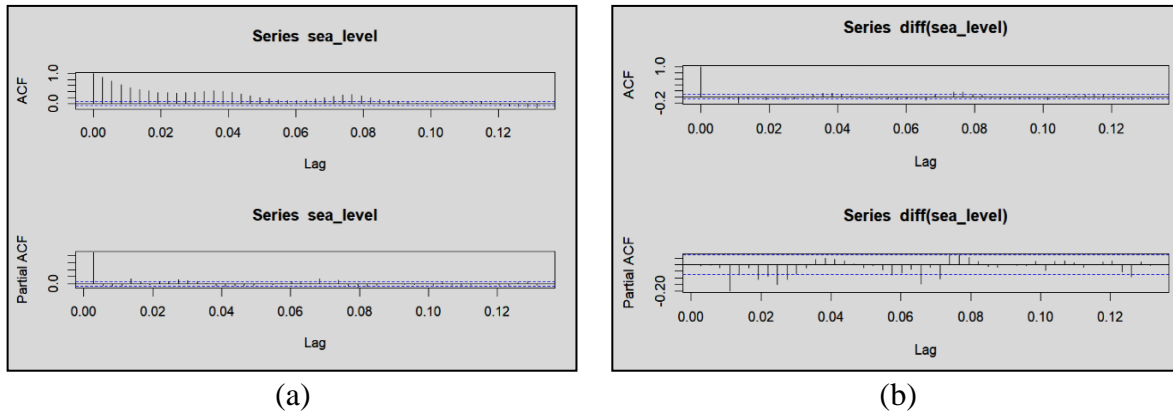 Series sea_level
ACF
0.0 1.0
0.00 0.02 0.04 0.06 0.08 0.10 0.12
Lag
Series sea_level
Partial ACF
0.0
0.00 0.02 0.04 0.06 0.08 0.10 0.12
Lag
(a)
Series diff(sea_level)
ACF
-0.2 1.0
0.00 0.02 0.04 0.06 0.08 0.10 0.12
Lag
Series diff(sea_level)
Partial ACF
-0.20
0.00 0.02 0.04 0.06 0.08 0.10 0.12
Lag
(b)